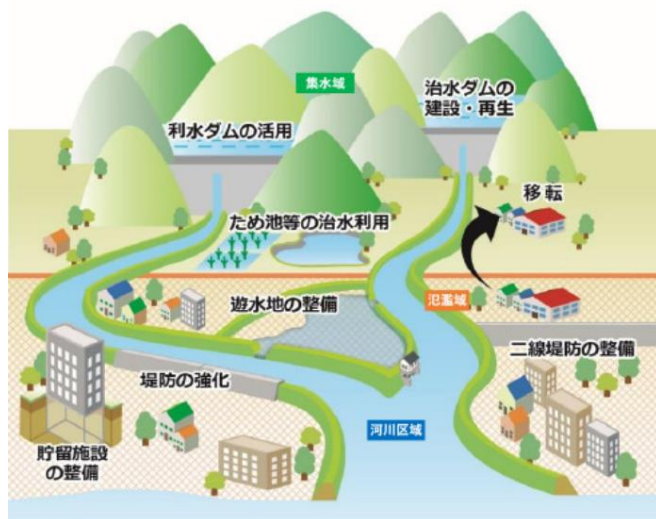 集水域
治水ダムの
建設・再生
利水ダムの活用
移転
ため池等の治水利用
遊水地の整備
氾濫域
二線堤防の整備
堤防の強化
河川区域
貯留施設
の整備